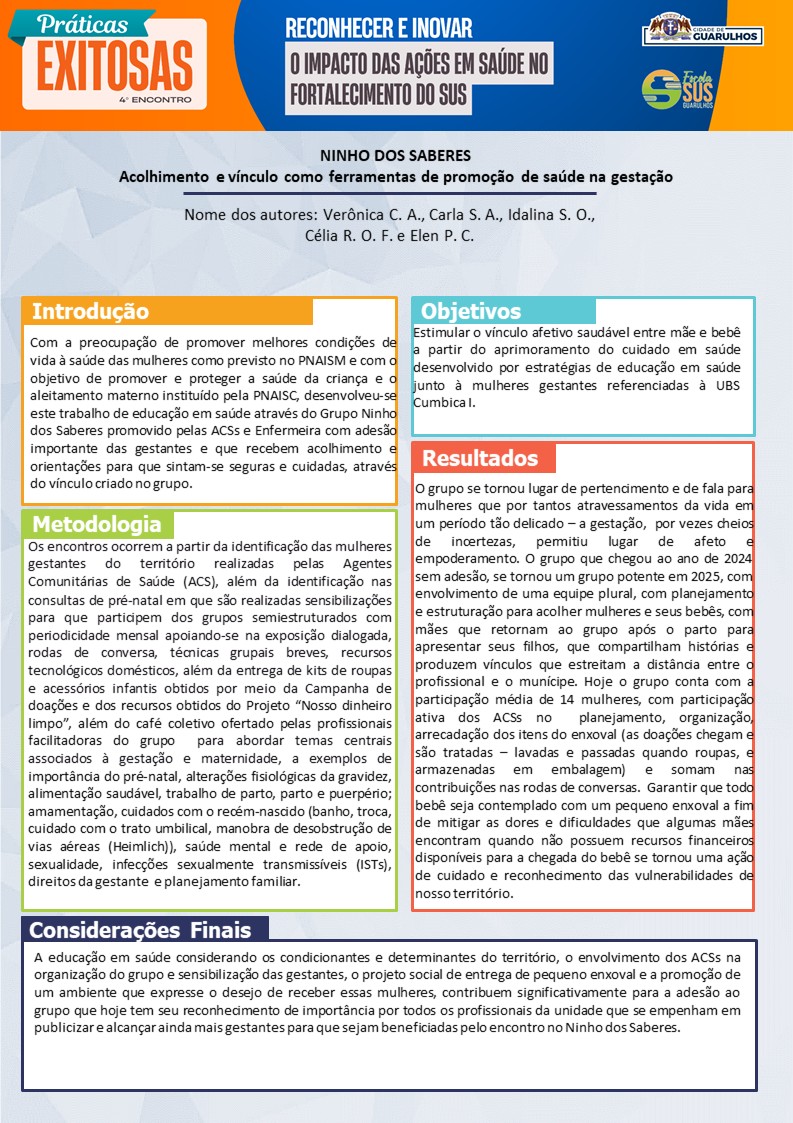 Práticas
EXITOSAS
4º ENCONTRO
RECONHECER E INOVAR
O IMPACTO DAS AÇÕES EM SAÚDE NO
FORTALECIMENTO DO SUS
CIDADE DE
GUARULHOS
Escola
SUS
GUARULHOS
NINHO DOS SABERES
Acolhimento e vínculo como ferramentas de promoção de saúde na gestação
Nome dos autores: Verônica C. A., Carla S. A., Idalina S. O.,
Célia R. O. F. e Elen P. C.
Introdução
Com a preocupação de promover melhores condições de
vida à saúde das mulheres como previsto no PNAISM e com o
objetivo de promover e proteger a saúde da criança e o
aleitamento materno instituído pela PNAISC, desenvolveu-se
este trabalho de educação em saúde através do Grupo Ninho
dos Saberes promovido pelas ACSs e Enfermeira com adesão
importante das gestantes e que recebem acolhimento e
orientações para que sintam-se seguras e cuidadas, através
do vínculo criado no grupo.
Metodologia
Os encontros ocorrem a partir da identificação das mulheres
gestantes do território realizadas pelas Agentes
Comunitárias de Saúde (ACS), além da identificação nas
consultas de pré-natal em que são realizadas sensibilizações
para que participem dos grupos semiestruturados com
periodicidade mensal apoiando-se na exposição dialogada,
rodas de conversa, técnicas grupais breves, recursos
tecnológicos domésticos, além da entrega de kits de roupas
e acessórios infantis obtidos por meio da Campanha de
doações e dos recursos obtidos do Projeto “Nosso dinheiro
limpo”, além do café coletivo ofertado pelas profissionais
facilitadoras do grupo para abordar temas centrais
associados à gestação e maternidade, a exemplos de
importância do pré-natal, alterações fisiológicas da gravidez,
alimentação saudável, trabalho de parto, parto e puerpério;
amamentação, cuidados com o recém-nascido (banho, troca,
cuidado com o trato umbilical, manobra de desobstrução de
vias aéreas (Heimlich)), saúde mental e rede de apoio,
sexualidade, infecções sexualmente transmissíveis (ISTs),
direitos da gestante e planejamento familiar.
Objetivos
Estimular o vínculo afetivo saudável entre mãe e bebê
a partir do aprimoramento do cuidado em saúde
desenvolvido por estratégias de educação em saúde
junto à mulheres gestantes referenciadas à UBS
Cumbica I.
Resultados
O grupo se tornou lugar de pertencimento e de fala para
mulheres que por tantos atravessamentos da vida em
um período tão delicado – a gestação, por vezes cheios
de incertezas, permitiu lugar de afeto e
empoderamento. O grupo que chegou ao ano de 2024
sem adesão, se tornou um grupo potente em 2025, com
envolvimento de uma equipe plural, com planejamento
e estruturação para acolher mulheres e seus bebês, com
mães que retornam ao grupo após o parto para
apresentar seus filhos, que compartilham histórias e
produzem vínculos que estreitam a distância entre o
profissional e o munícipe. Hoje o grupo conta com a
participação média de 14 mulheres, com participação
ativa dos ACSs no planejamento, organização,
arrecadação dos itens do enxoval (as doações chegam e
são tratadas – lavadas e passadas quando roupas, e
armazenadas em embalagem) e somam nas
contribuições nas rodas de conversas. Garantir que todo
bebê seja contemplado com um pequeno enxoval a fim
de mitigar as dores e dificuldades que algumas mães
encontram quando não possuem recursos financeiros
disponíveis para a chegada do bebê se tornou uma ação
de cuidado e reconhecimento das vulnerabilidades de
nosso território.
Considerações Finais
A educação em saúde considerando os condicionantes e determinantes do território, o envolvimento dos ACSs na
organização do grupo e sensibilização das gestantes, o projeto social de entrega de pequeno enxoval e a promoção de
um ambiente que expresse o desejo de receber essas mulheres, contribuem significativamente para a adesão ao
grupo que hoje tem seu reconhecimento de importância por todos os profissionais da unidade que se empenham em
publicizar e alcançar ainda mais gestantes para que sejam beneficiadas pelo encontro no Ninho dos Saberes.